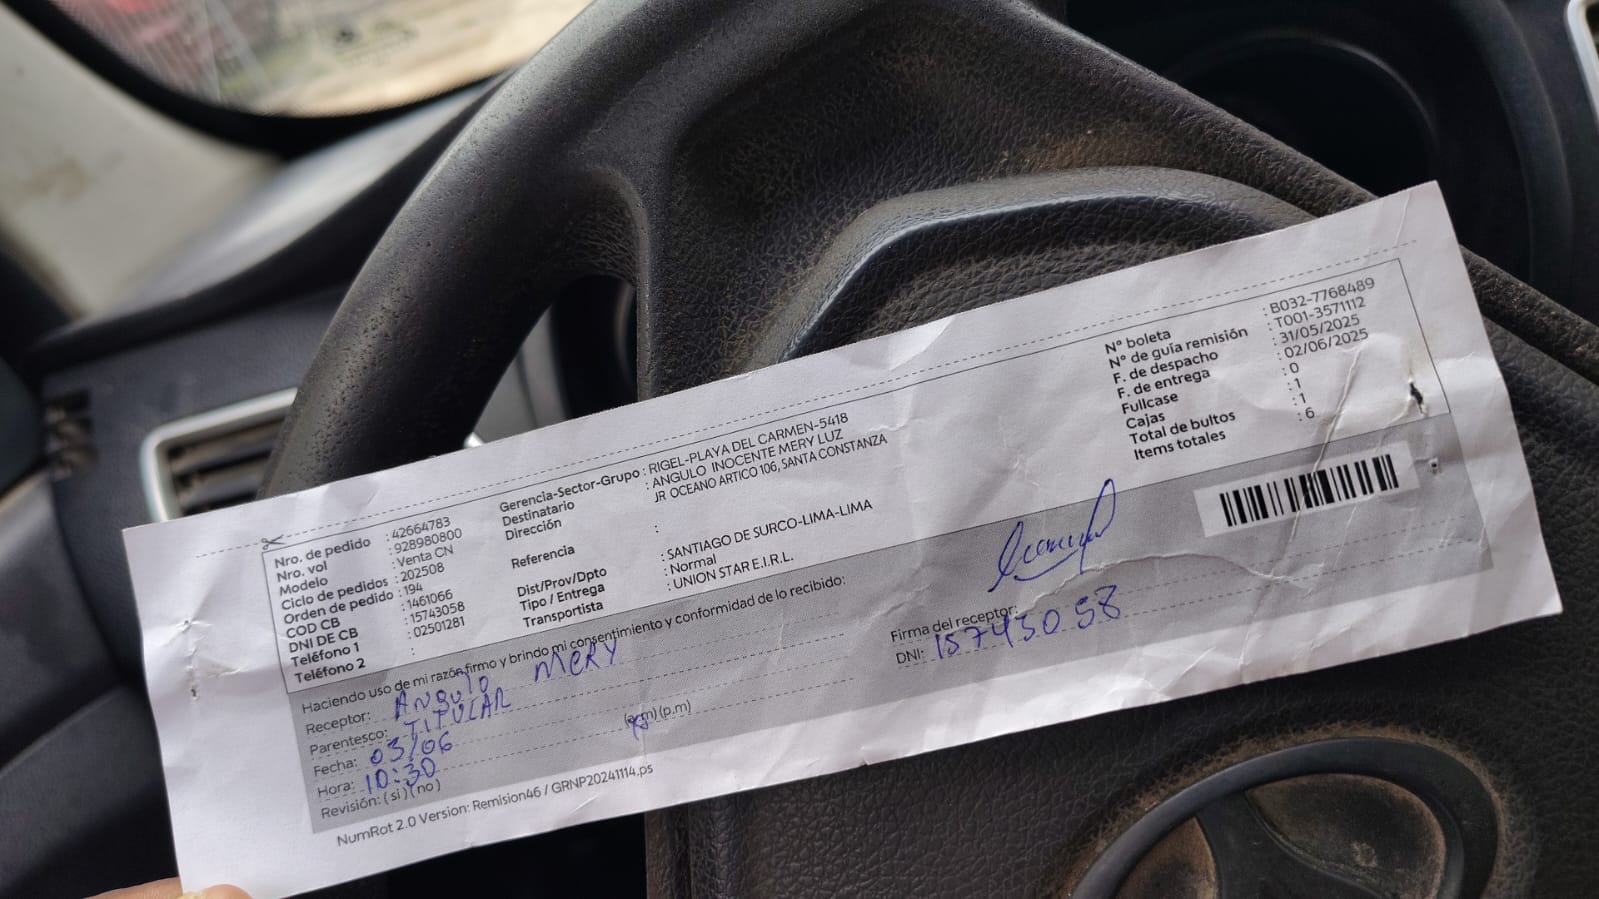 Nro. de pedido : 42664783
Nro. vol : 928980800
Modelo : Venta CN
Ciclo de pedidos : 202508
Orden de pedido : 194
COD CB : 1461066
DNI DE CB : 15743058
Teléfono 1 : 02501281
Teléfono 2 :
Gerencia-Sector-Grupo : RIGEL-PLAYA DEL CARMEN-5418
Destinatario : ANGULO INOCENTE MERY LUZ
Dirección JR OCEANO ARTICO 106, SANTA CONSTANZA
Referencia :
Dist/Prov/Dpto : SANTIAGO DE SURCO-LIMA-LIMA
Tipo / Entrega : Normal
Transportista : UNION STAR E.I.R.L.
N° boleta : B032-7768489
N° de guía remisión : T001-3571112
F. de despacho : 31/05/2025
F. de entrega : 02/06/2025
Fullcase : 0
Cajas : 1
Total de bultos : 1
Items totales : 6
Haciendo uso de mi razón firmo y brindo mi consentimiento y conformidad de lo recibido:
Receptor: ANGULO MERY
Parentesco: TITULAR
Fecha: 03/06
Hora: 10:30 (a.m) (p.m)
Revisión: (si) (no)
Firma del receptor:
DNI: 15743058
NumRot 2.0 Version: Remision46 / GRNP20241114.ps